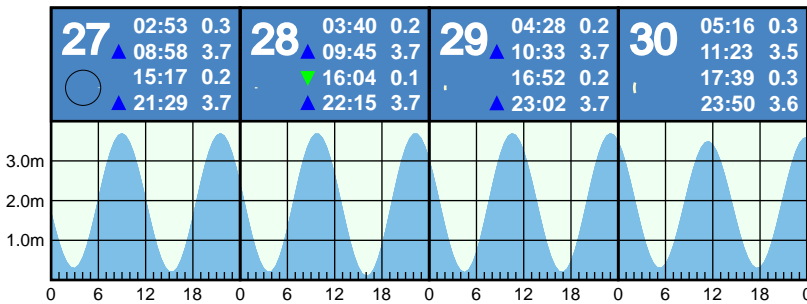 27 02:53 0.3
▲ 08:58 3.7
15:17 0.2
▲ 21:29 3.7
28 03:40 0.2
▲ 09:45 3.7
▼ 16:04 0.1
▲ 22:15 3.7
29 04:28 0.2
▲ 10:33 3.7
16:52 0.2
▲ 23:02 3.7
30 05:16 0.3
11:23 3.5
17:39 0.3
23:50 3.6
3.0m
2.0m
1.0m
0 6 12 18 0 6 12 18 0 6 12 18 0 6 12 18 0